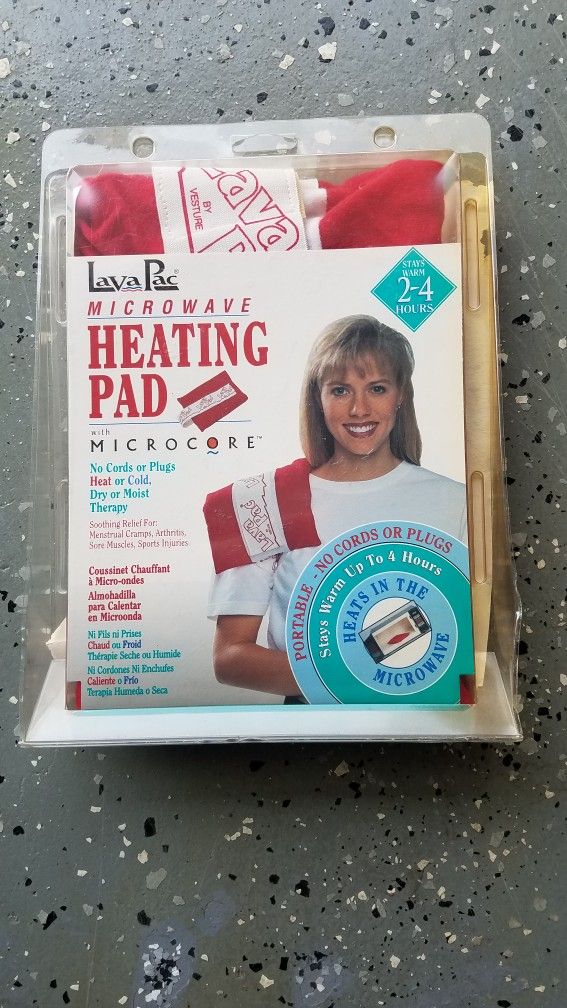 Lava
BY
VESTURE
Lava Pac®
MICROWAVE
HEATING
PAD
with
MICROCORE™
No Cords or Plugs
Heat or Cold,
Dry or Moist
Therapy
Soothing Relief For:
Menstrual Cramps, Arthritis,
Sore Muscles, Sports Injuries
Coussinet Chauffant
à Micro-ondes
Almohadilla
para Calentar
en Microonda
Ni Fils ni Prises
Chaud ou Froid
Thérapie Seche ou Humide
Ni Cordones Ni Enchufes
Caliente o Frío
Terapia Humeda o Seca
STAYS
WARM
2-4
HOURS
PORTABLE - NO CORDS OR PLUGS
Stays Warm Up To 4 Hours
HEATS IN THE
MICROWAVE